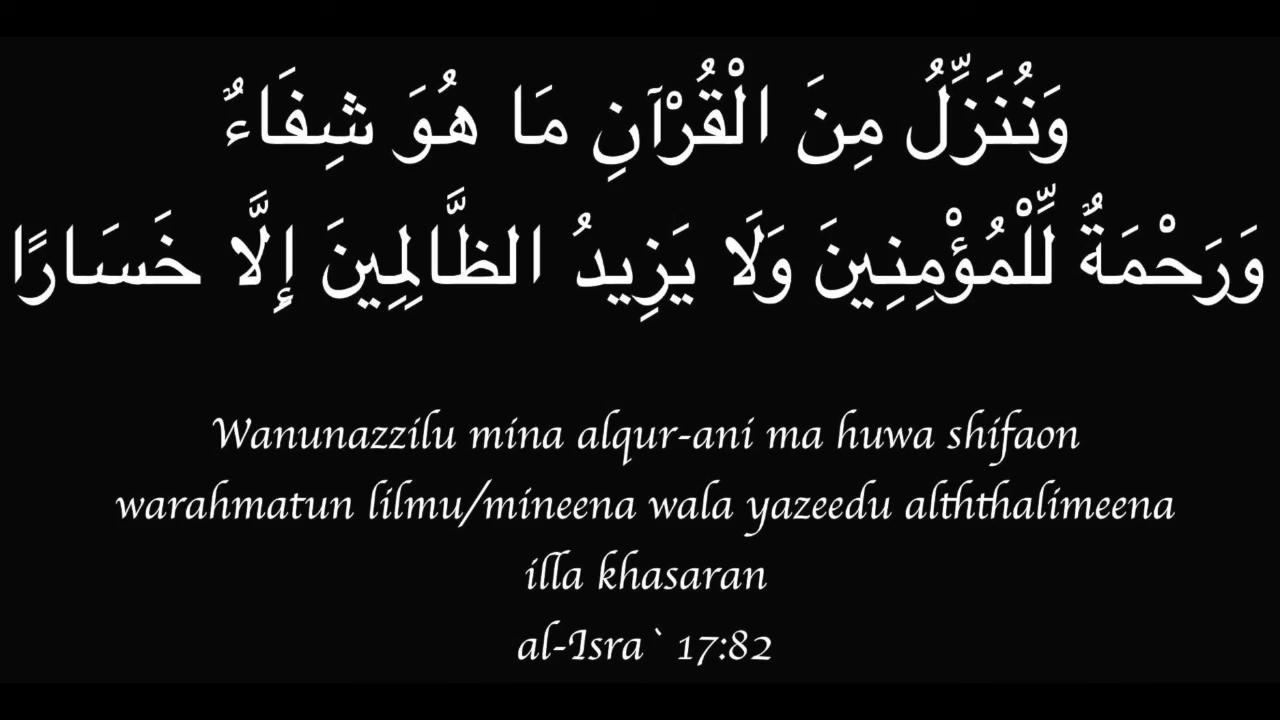 وَنُنَزِّلُ مِنَ الْقُرْآنِ مَا هُوَ شِفَاءٌ
وَرَحْمَةٌ لِّلْمُؤْمِنِينَ وَلَا يَزِيدُ الظَّالِمِينَ إِلَّا خَسَارًا
Wanunazzilu mina alqur-ani ma huwa shifaon
warahmatun lilmu/mineena wala yazeedu alththalimeena
illa khasaran
al-Isra` 17:82